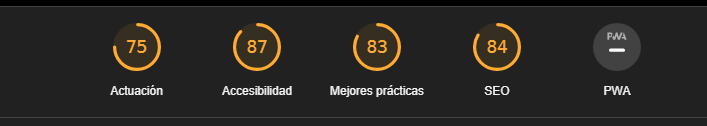 75 87 83 84 PWA
Actuación Accesibilidad Mejores prácticas SEO PWA